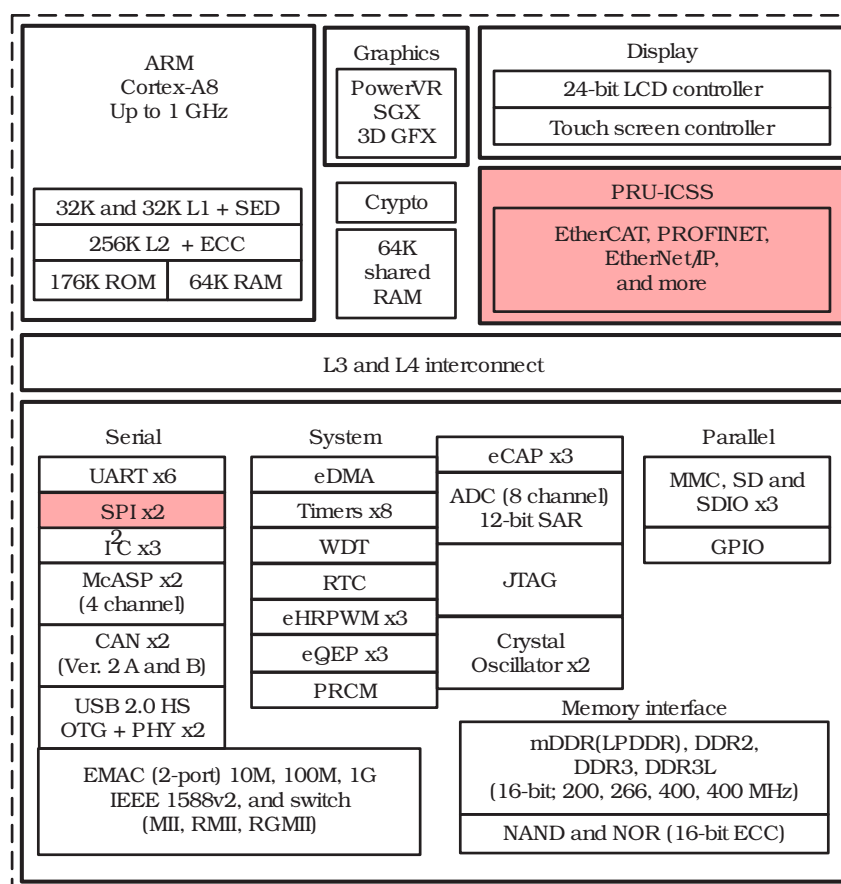 ARM
Cortex-A8
Up to 1 GHz
32K and 32K L1 + SED
256K L2 + ECC
176K ROM
64K RAM
Graphics
PowerVR
SGX
3D GFX
Crypto
64K
shared
RAM
Display
24-bit LCD controller
Touch screen controller
PRU-ICSS
EtherCAT, PROFINET,
EtherNet/IP,
and more
L3 and L4 interconnect
Serial
UART x6
SPI x2
I2C x3
McASP x2
(4 channel)
CAN x2
(Ver. 2 A and B)
USB 2.0 HS
OTG + PHY x2
EMAC (2-port) 10M, 100M, 1G
IEEE 1588v2, and switch
(MII, RMII, RGMII)
System
eDMA
Timers x8
WDT
RTC
eHRPWM x3
eQEP x3
PRCM
eCAP x3
ADC (8 channel)
12-bit SAR
JTAG
Crystal
Oscillator x2
Parallel
MMC, SD and
SDIO x3
GPIO
Memory interface
mDDR(LPDDR), DDR2,
DDR3, DDR3L
(16-bit; 200, 266, 400, 400 MHz)
NAND and NOR (16-bit ECC)